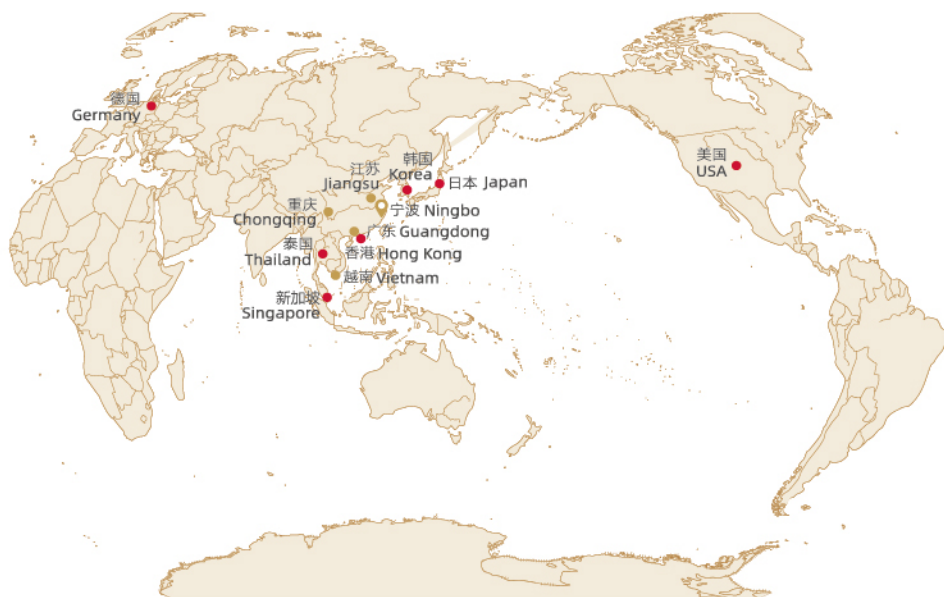 德国
Germany
江苏
Jiangsu
韩国
Korea
日本 Japan
美国
USA
重庆
Chongqing
宁波 Ningbo
广东 Guangdong
泰国
Thailand
香港 Hong Kong
越南 Vietnam
新加坡
Singapore